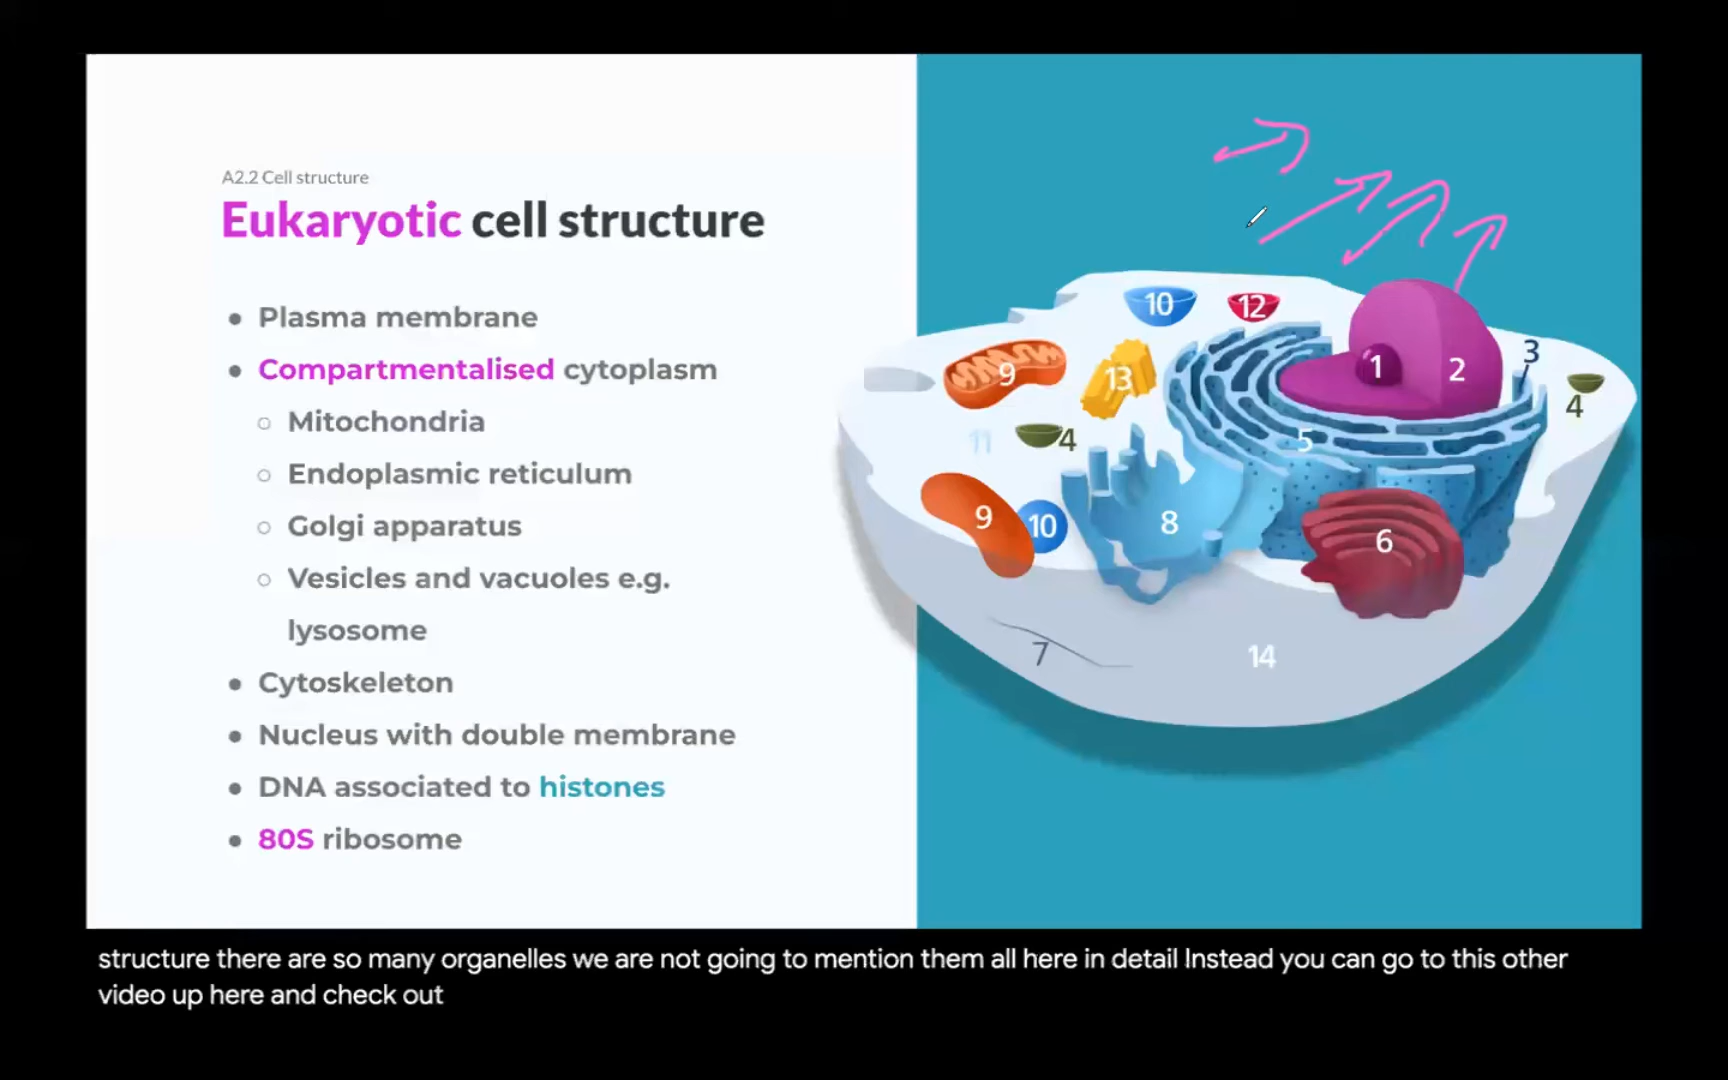 A2.2 Cell structure
Eukaryotic cell structure
● Plasma membrane
● Compartmentalised cytoplasm
○ Mitochondria
○ Endoplasmic reticulum
○ Golgi apparatus
○ Vesicles and vacuoles e.g.
lysosome
● Cytoskeleton
● Nucleus with double membrane
● DNA associated to histones
● 80S ribosome
10
12
3
9
13
1
2
4
11
4
5
9
10
8
6
7
14
structure there are so many organelles we are not going to mention them all here in detail Instead you can go to this other
video up here and check out